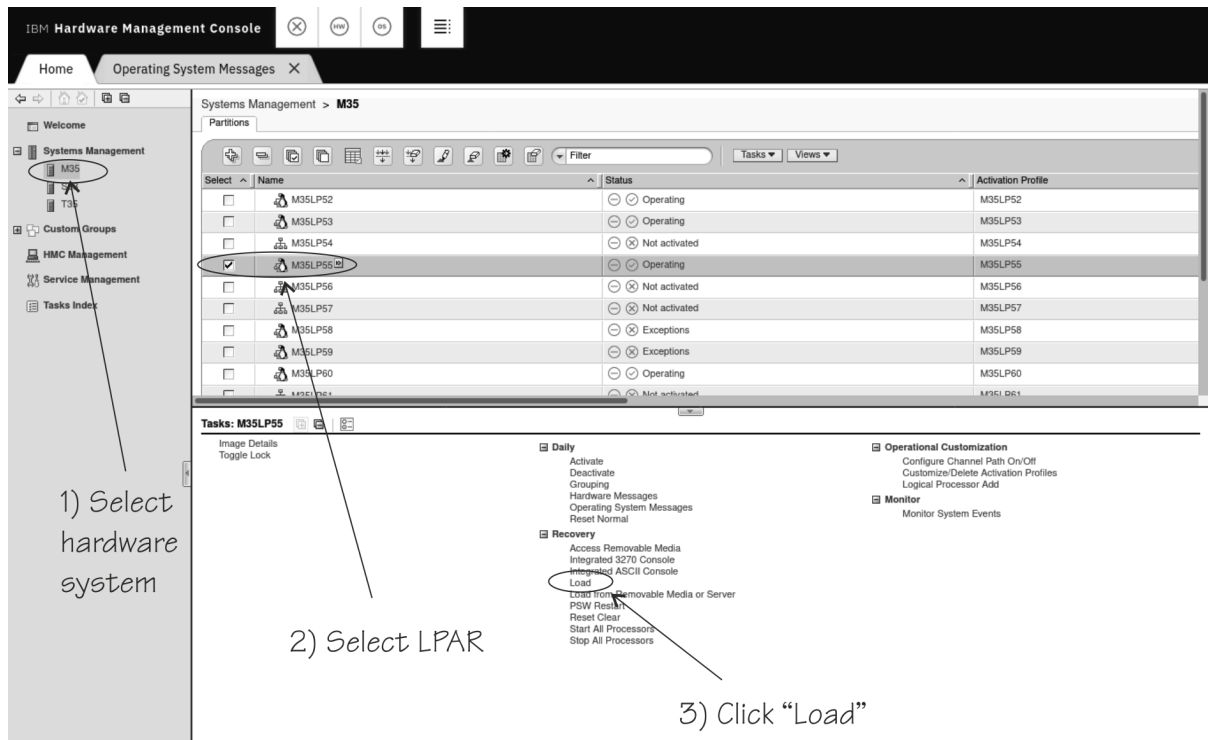 IBM Hardware Management Console
HW
OS
Home
Operating System Messages
Welcome
Systems Management
M35
T35
Custom Groups
HMC Management
Service Management
Tasks Index
Systems Management > M35
Partitions
Filter
Tasks
Views
Select Name Status Activation Profile
M35LP52 Operating M35LP52
M35LP53 Operating M35LP53
M35LP54 Not activated M35LP54
M35LP55 Operating M35LP55
M35LP56 Not activated M35LP56
M35LP57 Not activated M35LP57
M35LP58 Exceptions M35LP58
M35LP59 Exceptions M35LP59
M35LP60 Operating M35LP60
M35LP61 Not activated M35LP61
Tasks: M35LP55
Image Details
Toggle Lock
Daily
Activate
Deactivate
Grouping
Hardware Messages
Operating System Messages
Reset Normal
Recovery
Access Removable Media
Integrated 3270 Console
Integrated ASCII Console
Load
Load from Removable Media or Server
PSW Restart
Reset Clear
Start All Processors
Stop All Processors
Operational Customization
Configure Channel Path On/Off
Customize/Delete Activation Profiles
Logical Processor Add
Monitor
Monitor System Events
1) Select
hardware
system
2) Select LPAR
3) Click “Load”